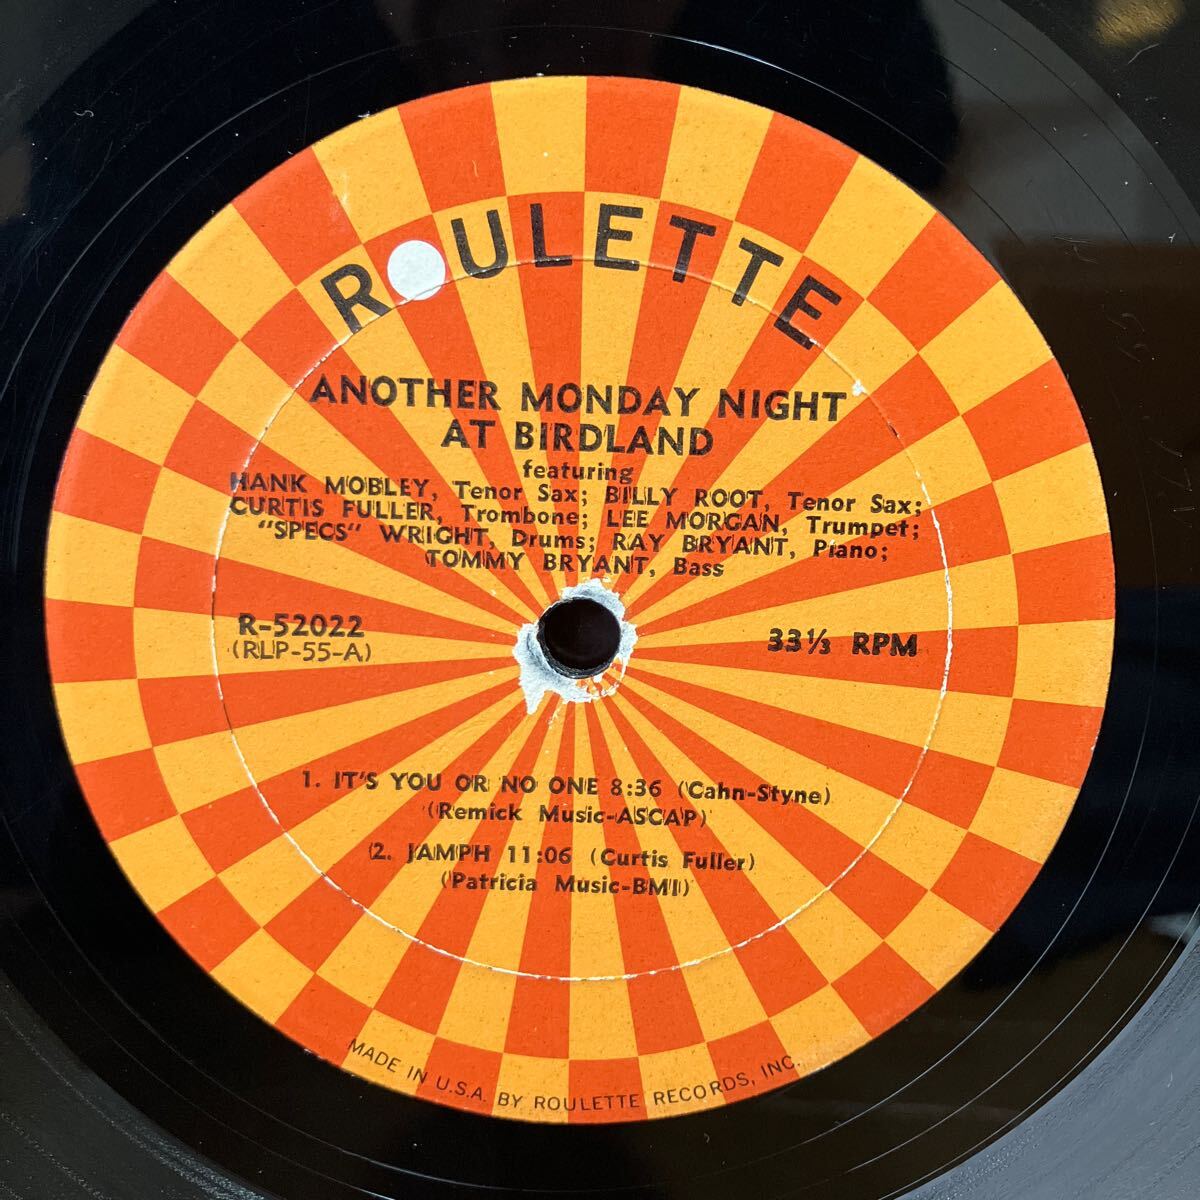 ROULETTE
ANOTHER MONDAY NIGHT
AT BIRDLAND
featuring
HANK MOBLEY, Tenor Sax; BILLY ROOT, Tenor Sax;
CURTIS FULLER, Trombone; LEE MORGAN, Trumpet;
"SPECS" WRIGHT, Drums; RAY BRYANT, Piano;
TOMMY BRYANT, Bass
R-52022
(RLP-55-A)
33⅓ RPM
1. IT'S YOU OR NO ONE 8:36 (Cahn-Styne)
(Remick Music-ASCAP)
2. JAMPH 11:06 (Curtis Fuller)
(Patricia Music-BMI)
MADE IN U.S.A. BY ROULETTE RECORDS, INC.